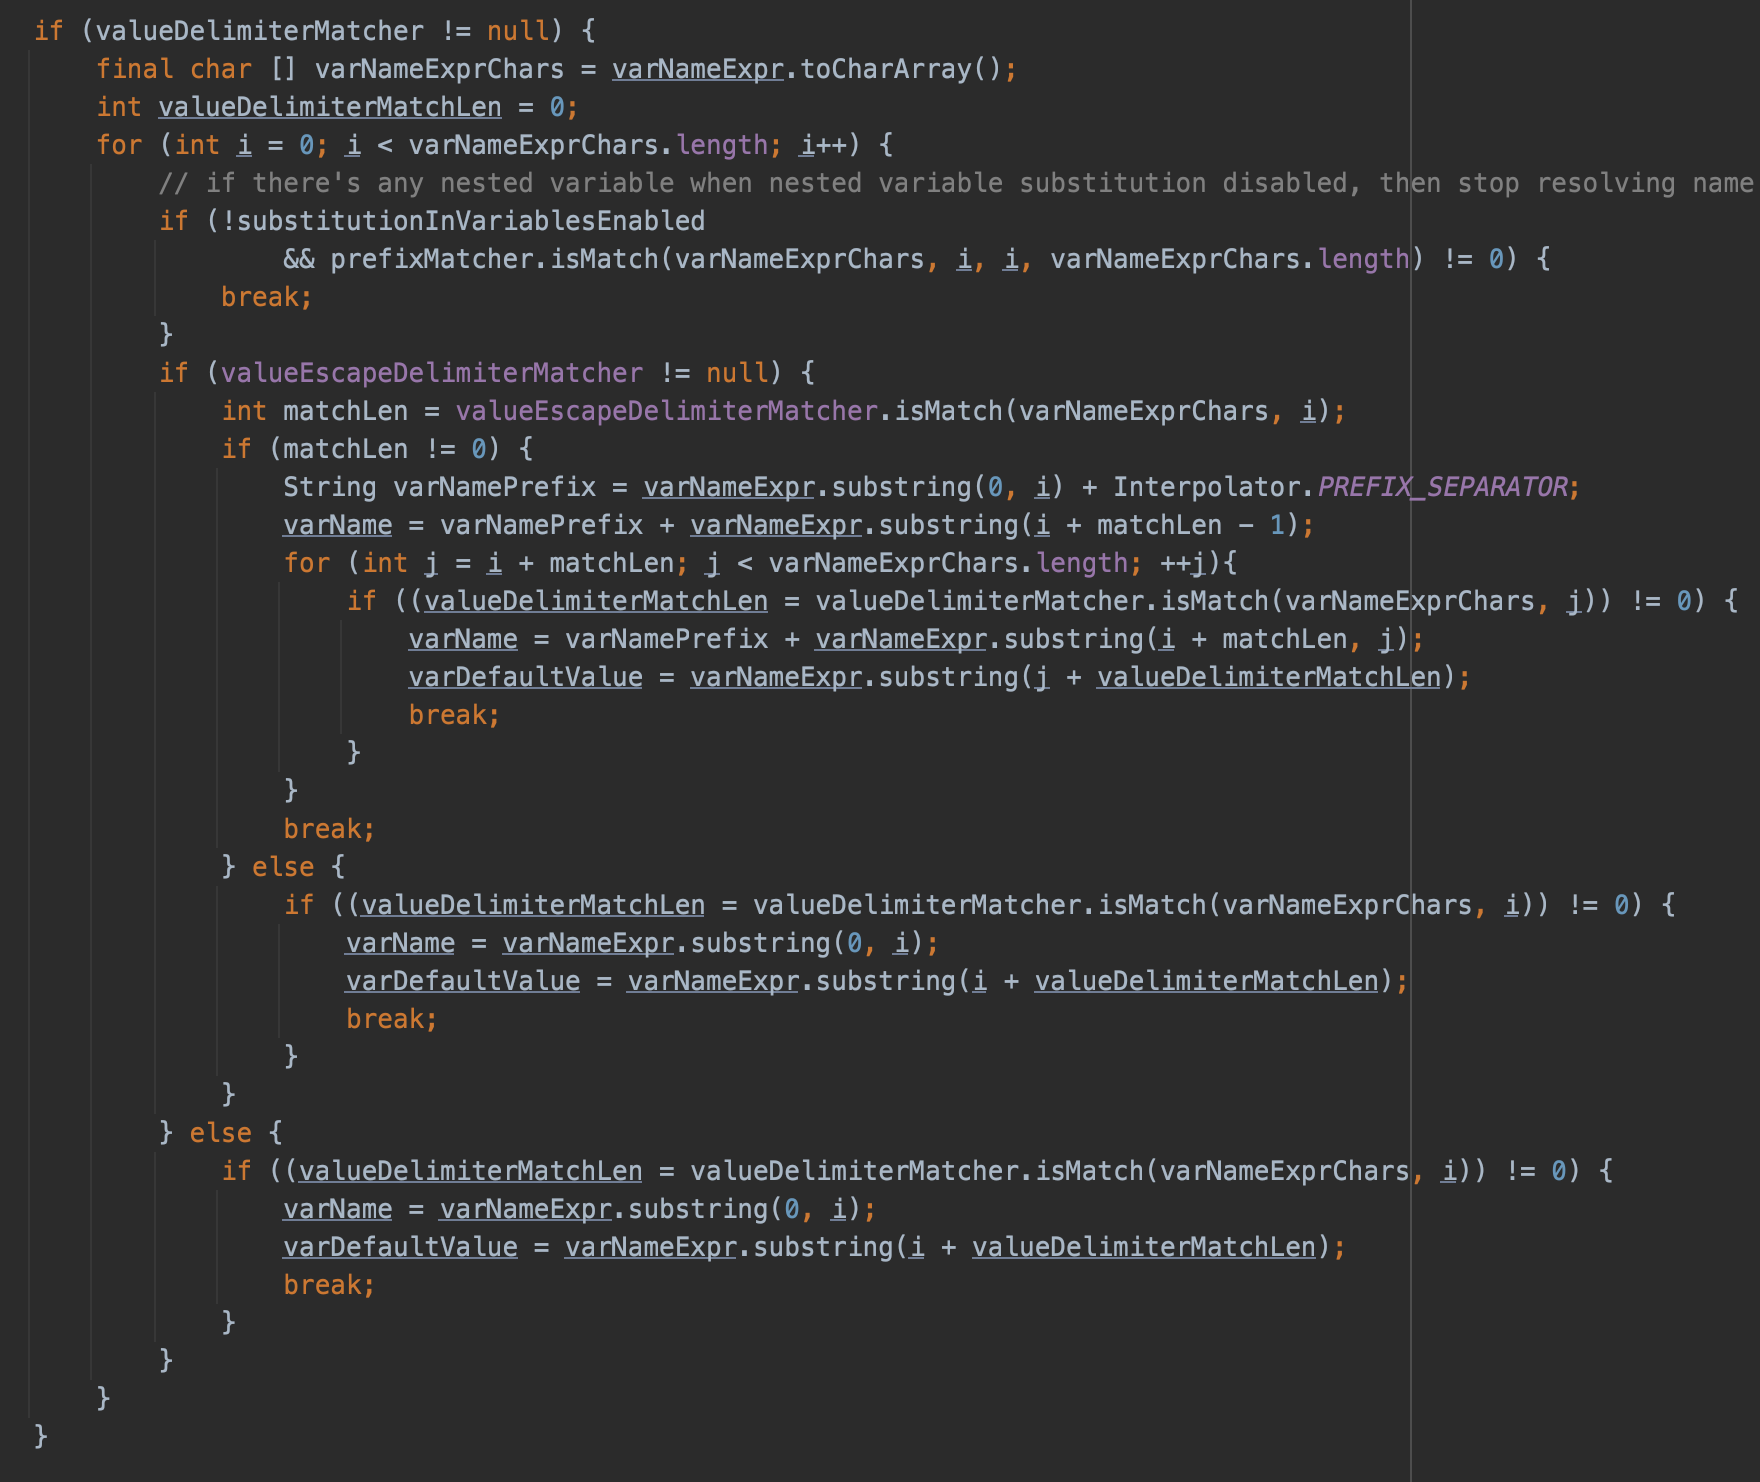 if (valueDelimiterMatcher != null) {
final char [] varNameExprChars = varNameExpr.toCharArray();
int valueDelimiterMatchLen = 0;
for (int i = 0; i < varNameExprChars.length; i++) {
// if there's any nested variable when nested variable substitution disabled, then stop resolving name
if (!substitutionInVariablesEnabled
&& prefixMatcher.isMatch(varNameExprChars, i, i, varNameExprChars.length) != 0) {
break;
}
if (valueEscapeDelimiterMatcher != null) {
int matchLen = valueEscapeDelimiterMatcher.isMatch(varNameExprChars, i);
if (matchLen != 0) {
String varNamePrefix = varNameExpr.substring(0, i) + Interpolator.PREFIX_SEPARATOR;
varName = varNamePrefix + varNameExpr.substring(i + matchLen - 1);
for (int j = i + matchLen; j < varNameExprChars.length; ++j){
if ((valueDelimiterMatchLen = valueDelimiterMatcher.isMatch(varNameExprChars, j)) != 0) {
varName = varNamePrefix + varNameExpr.substring(i + matchLen, j);
varDefaultValue = varNameExpr.substring(j + valueDelimiterMatchLen);
break;
}
}
break;
} else {
if ((valueDelimiterMatchLen = valueDelimiterMatcher.isMatch(varNameExprChars, i)) != 0) {
varName = varNameExpr.substring(0, i);
varDefaultValue = varNameExpr.substring(i + valueDelimiterMatchLen);
break;
}
}
} else {
if ((valueDelimiterMatchLen = valueDelimiterMatcher.isMatch(varNameExprChars, i)) != 0) {
varName = varNameExpr.substring(0, i);
varDefaultValue = varNameExpr.substring(i + valueDelimiterMatchLen);
break;
}
}
}
}